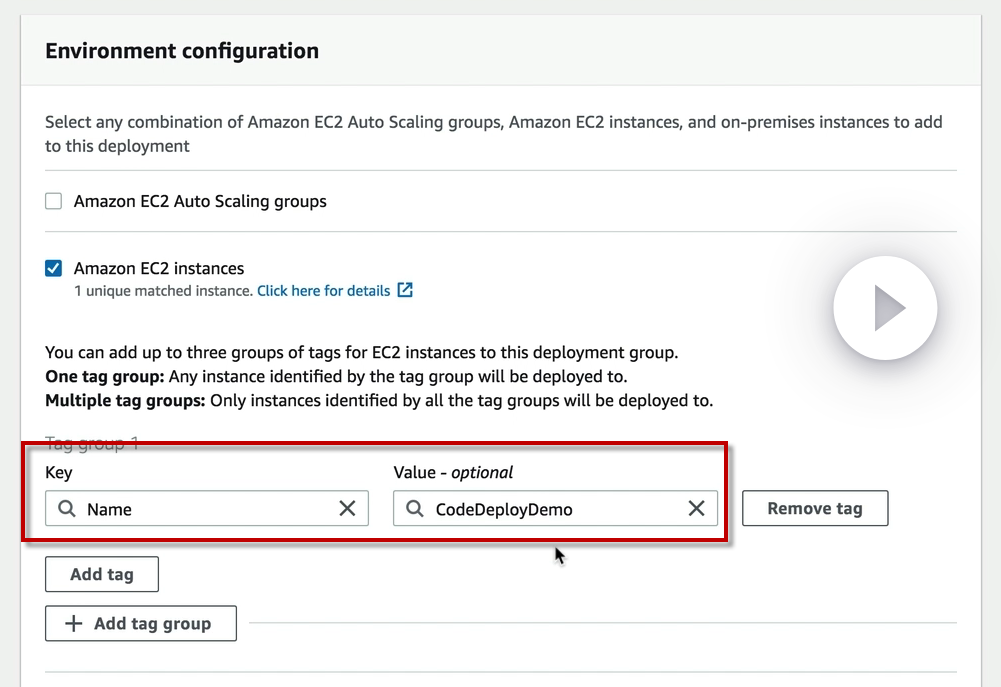 Environment configuration
Select any combination of Amazon EC2 Auto Scaling groups, Amazon EC2 instances, and on-premises instances to add
to this deployment
Amazon EC2 Auto Scaling groups
Amazon EC2 instances
1 unique matched instance. Click here for details
You can add up to three groups of tags for EC2 instances to this deployment group.
One tag group: Any instance identified by the tag group will be deployed to.
Multiple tag groups: Only instances identified by all the tag groups will be deployed to.
Tag group 1
Key Value - optional
Name CodeDeployDemo Remove tag
Add tag
Add tag group